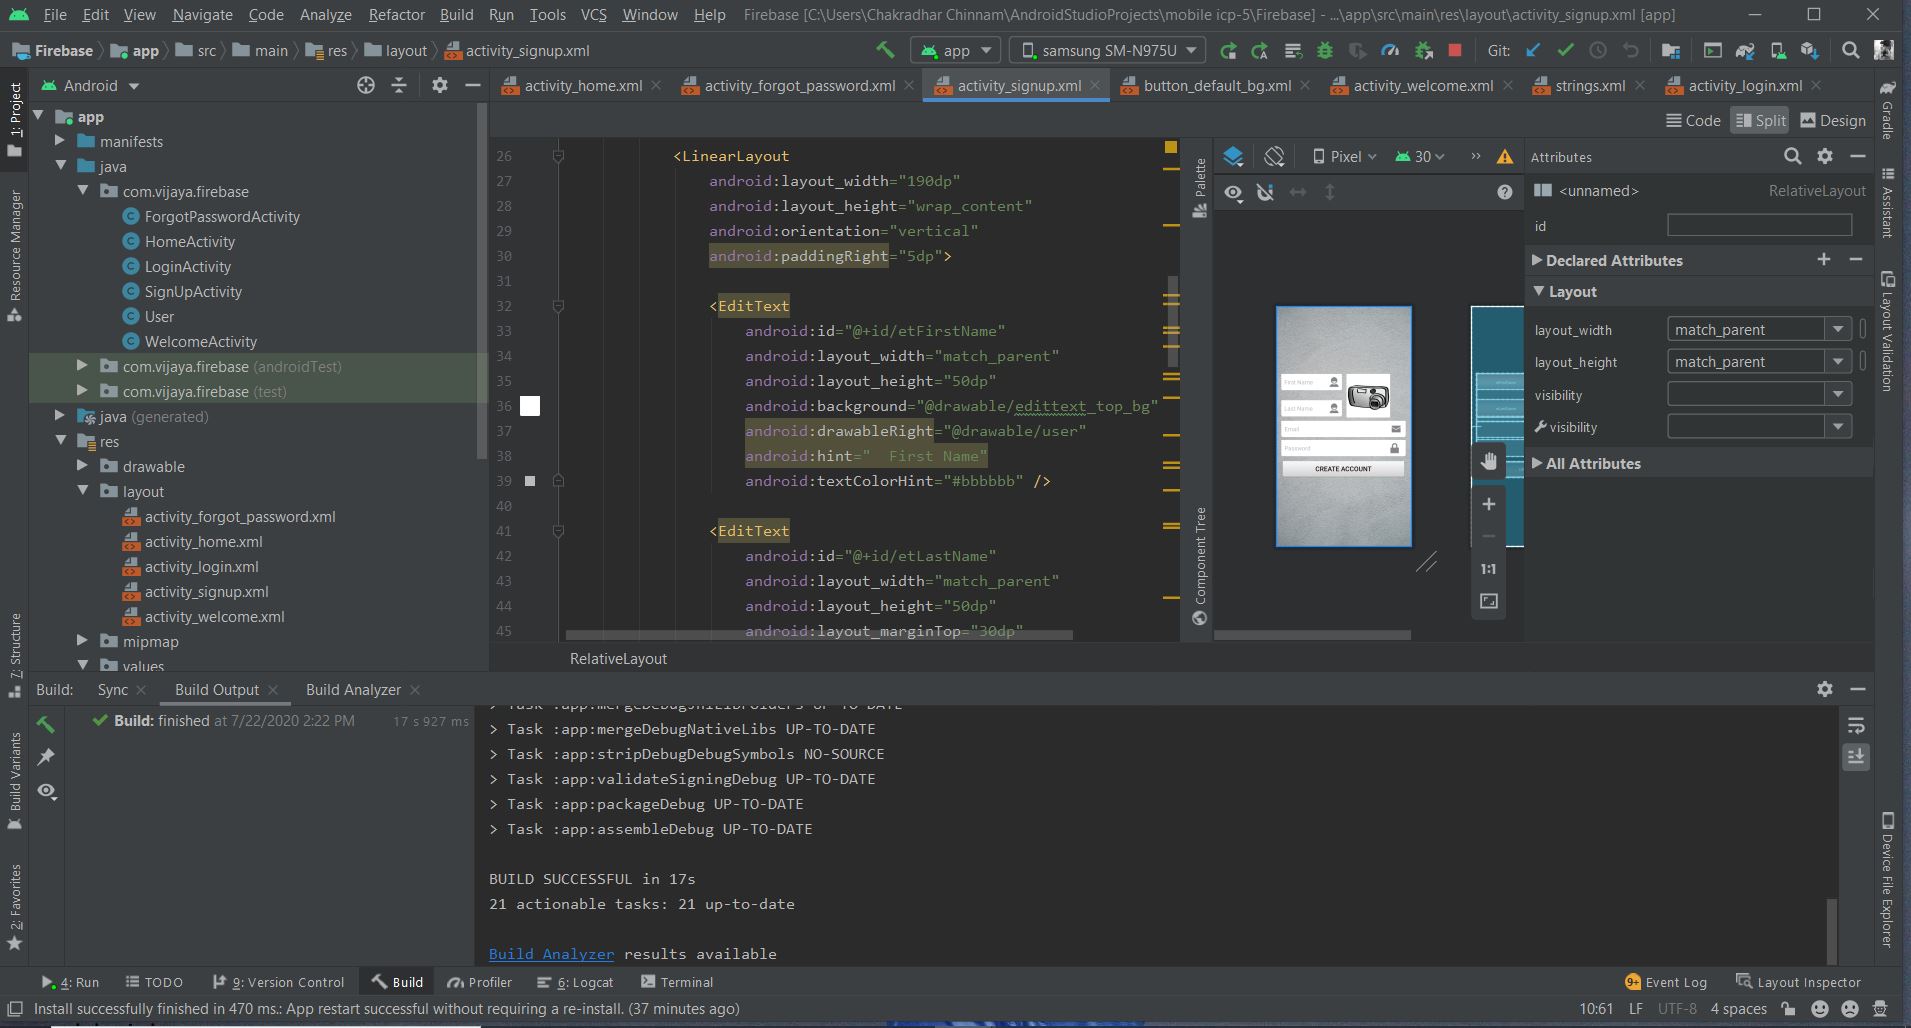 File Edit View Navigate Code Analyze Refactor Build Run Tools VCS Window Help Firebase [C:\Users\Chakradhar Chinnam\AndroidStudioProjects\mobile icp-5\Firebase] - ...\app\src\main\res\layout\activity_signup.xml [app]
Firebase app src main res layout activity_signup.xml app samsung SM-N975U Git:
Android
activity_home.xml activity_forgot_password.xml activity_signup.xml button_default_bg.xml activity_welcome.xml strings.xml activity_login.xml
Code Split Design
1: Project
Resource Manager
7: Structure
Build Variants
2: Favorites
app
manifests
java
com.vijaya.firebase
ForgotPasswordActivity
HomeActivity
LoginActivity
SignUpActivity
User
WelcomeActivity
com.vijaya.firebase (androidTest)
com.vijaya.firebase (test)
java (generated)
res
drawable
layout
activity_forgot_password.xml
activity_home.xml
activity_login.xml
activity_signup.xml
activity_welcome.xml
mipmap
values
26 <LinearLayout
27 android:layout_width="190dp"
28 android:layout_height="wrap_content"
29 android:orientation="vertical"
30 android:paddingRight="5dp">
31
32 <EditText
33 android:id="@+id/etFirstName"
34 android:layout_width="match_parent"
35 android:layout_height="50dp"
36 android:background="@drawable/edittext_top_bg"
37 android:drawableRight="@drawable/user"
38 android:hint="  First Name"
39 android:textColorHint="#bbbbbb" />
40
41 <EditText
42 android:id="@+id/etLastName"
43 android:layout_width="match_parent"
44 android:layout_height="50dp"
45 android:layout_marginTop="30dp"
RelativeLayout
Palette
Component Tree
Pixel 30 »
First Name
Last Name
Email
Password
CREATE ACCOUNT
1:1
Attributes
<unnamed> RelativeLayout
id
Declared Attributes
Layout
layout_width match_parent
layout_height match_parent
visibility
visibility
All Attributes
Gradle
Assistant
Layout Validation
Device File Explorer
Build: Sync Build Output Build Analyzer
Build: finished at 7/22/2020 2:22 PM 17 s 927 ms
> Task :app:mergeDebugJniLibFolders UP-TO-DATE
> Task :app:mergeDebugNativeLibs UP-TO-DATE
> Task :app:stripDebugDebugSymbols NO-SOURCE
> Task :app:validateSigningDebug UP-TO-DATE
> Task :app:packageDebug UP-TO-DATE
> Task :app:assembleDebug UP-TO-DATE
BUILD SUCCESSFUL in 17s
21 actionable tasks: 21 up-to-date
Build Analyzer results available
4: Run TODO 9: Version Control Build Profiler 6: Logcat Terminal 9+ Event Log Layout Inspector
Install successfully finished in 470 ms.: App restart successful without requiring a re-install. (37 minutes ago) 10:61 LF UTF-8 4 spaces